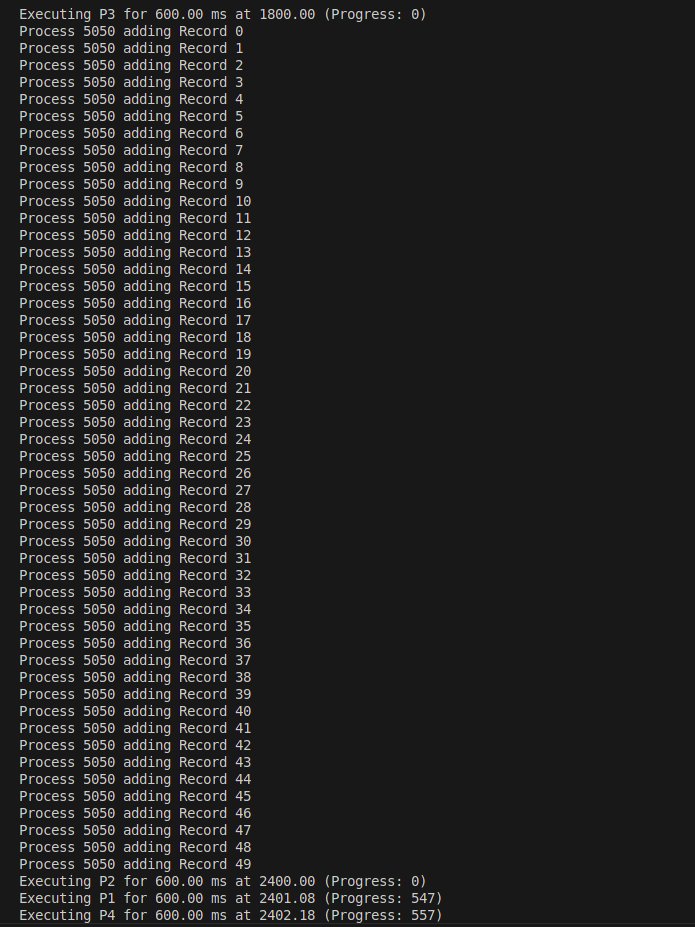 Executing P3 for 600.00 ms at 1800.00 (Progress: 0)
Process 5050 adding Record 0
Process 5050 adding Record 1
Process 5050 adding Record 2
Process 5050 adding Record 3
Process 5050 adding Record 4
Process 5050 adding Record 5
Process 5050 adding Record 6
Process 5050 adding Record 7
Process 5050 adding Record 8
Process 5050 adding Record 9
Process 5050 adding Record 10
Process 5050 adding Record 11
Process 5050 adding Record 12
Process 5050 adding Record 13
Process 5050 adding Record 14
Process 5050 adding Record 15
Process 5050 adding Record 16
Process 5050 adding Record 17
Process 5050 adding Record 18
Process 5050 adding Record 19
Process 5050 adding Record 20
Process 5050 adding Record 21
Process 5050 adding Record 22
Process 5050 adding Record 23
Process 5050 adding Record 24
Process 5050 adding Record 25
Process 5050 adding Record 26
Process 5050 adding Record 27
Process 5050 adding Record 28
Process 5050 adding Record 29
Process 5050 adding Record 30
Process 5050 adding Record 31
Process 5050 adding Record 32
Process 5050 adding Record 33
Process 5050 adding Record 34
Process 5050 adding Record 35
Process 5050 adding Record 36
Process 5050 adding Record 37
Process 5050 adding Record 38
Process 5050 adding Record 39
Process 5050 adding Record 40
Process 5050 adding Record 41
Process 5050 adding Record 42
Process 5050 adding Record 43
Process 5050 adding Record 44
Process 5050 adding Record 45
Process 5050 adding Record 46
Process 5050 adding Record 47
Process 5050 adding Record 48
Process 5050 adding Record 49
Executing P2 for 600.00 ms at 2400.00 (Progress: 0)
Executing P1 for 600.00 ms at 2401.08 (Progress: 547)
Executing P4 for 600.00 ms at 2402.18 (Progress: 557)